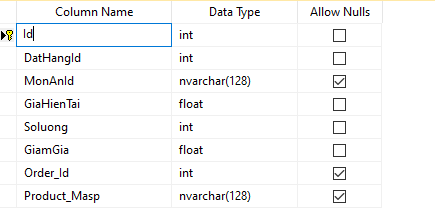 Column Name Data Type Allow Nulls
Id int
DatHangId int
MonAnId nvarchar(128)
GiaHienTai float
Soluong int
GiamGia float
Order_Id int
Product_Masp nvarchar(128)